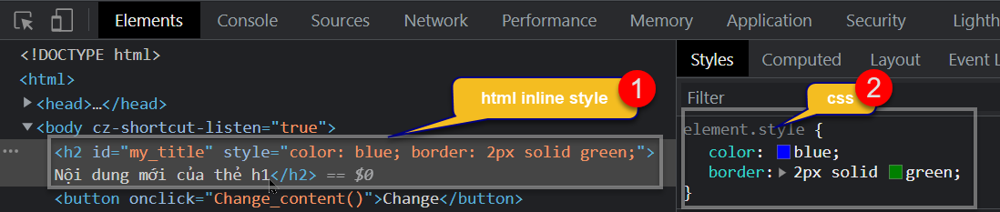 Elements Console Sources Network Performance Memory Application Security Lighth
<!DOCTYPE html>
<html>
<head>…</head>
<body cz-shortcut-listen="true">
html inline style 1
<h2 id="my_title" style="color: blue; border: 2px solid green;">
Nội dung mới của thẻ h1</h2> == $0
<button onclick="Change_content()">Change</button>
Styles Computed Layout Event L
Filter
css 2
element.style {
color: blue;
border: 2px solid green;
}